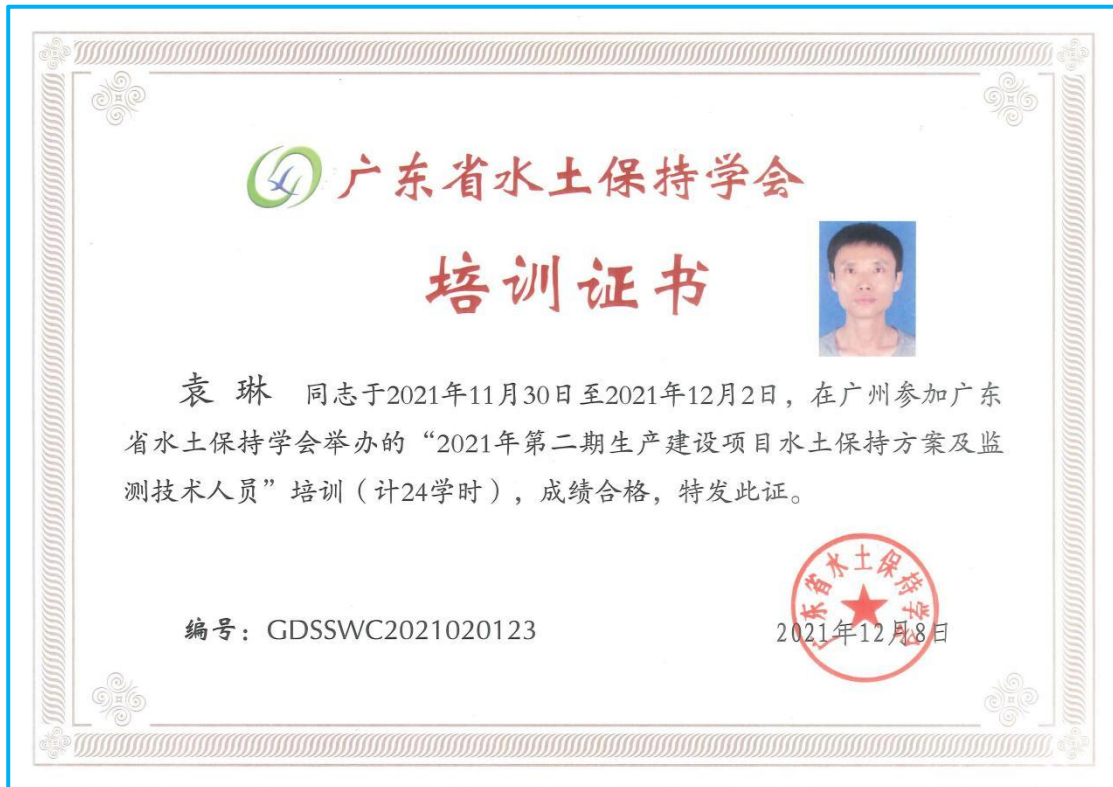 广东省水土保持学会
培训证书
袁琳 同志于2021年11月30日至2021年12月2日，在广州参加广东
省水土保持学会举办的“2021年第二期生产建设项目水土保持方案及监
测技术人员”培训（计24学时），成绩合格，特发此证。
广东省水土保持学会
编号：GDSSWC2021020123
2021年12月8日